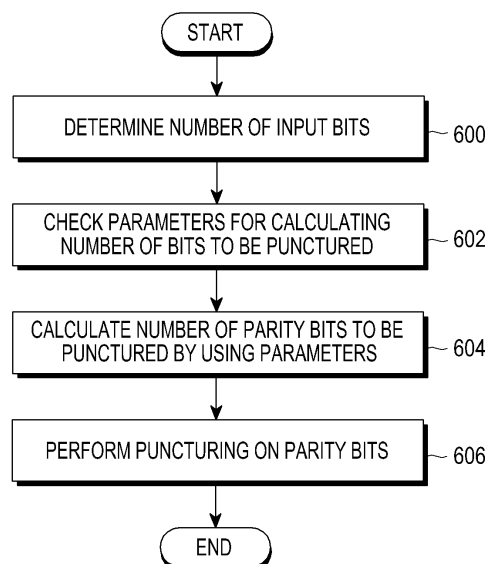 START
DETERMINE NUMBER OF INPUT BITS
600
CHECK PARAMETERS FOR CALCULATING
NUMBER OF BITS TO BE PUNCTURED
602
CALCULATE NUMBER OF PARITY BITS TO BE
PUNCTURED BY USING PARAMETERS
604
PERFORM PUNCTURING ON PARITY BITS
606
END